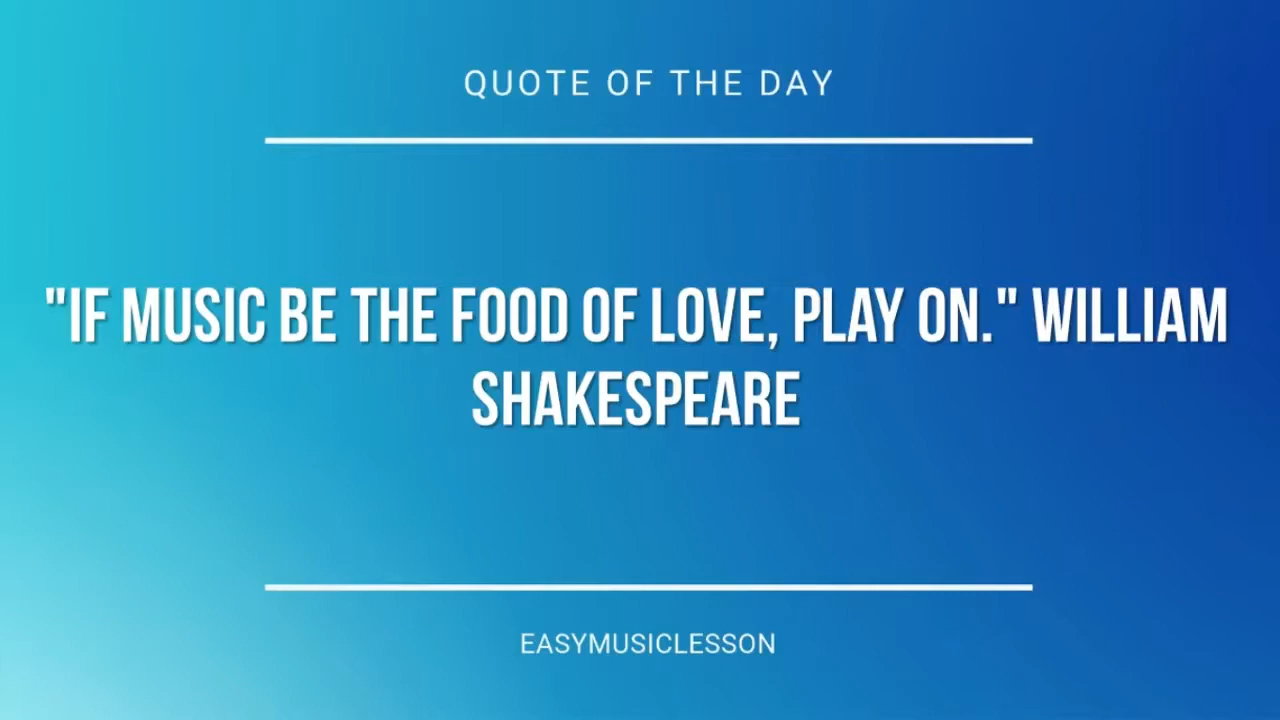 QUOTE OF THE DAY
"IF MUSIC BE THE FOOD OF LOVE, PLAY ON." WILLIAM
SHAKESPEARE
EASYMUSICLESSON